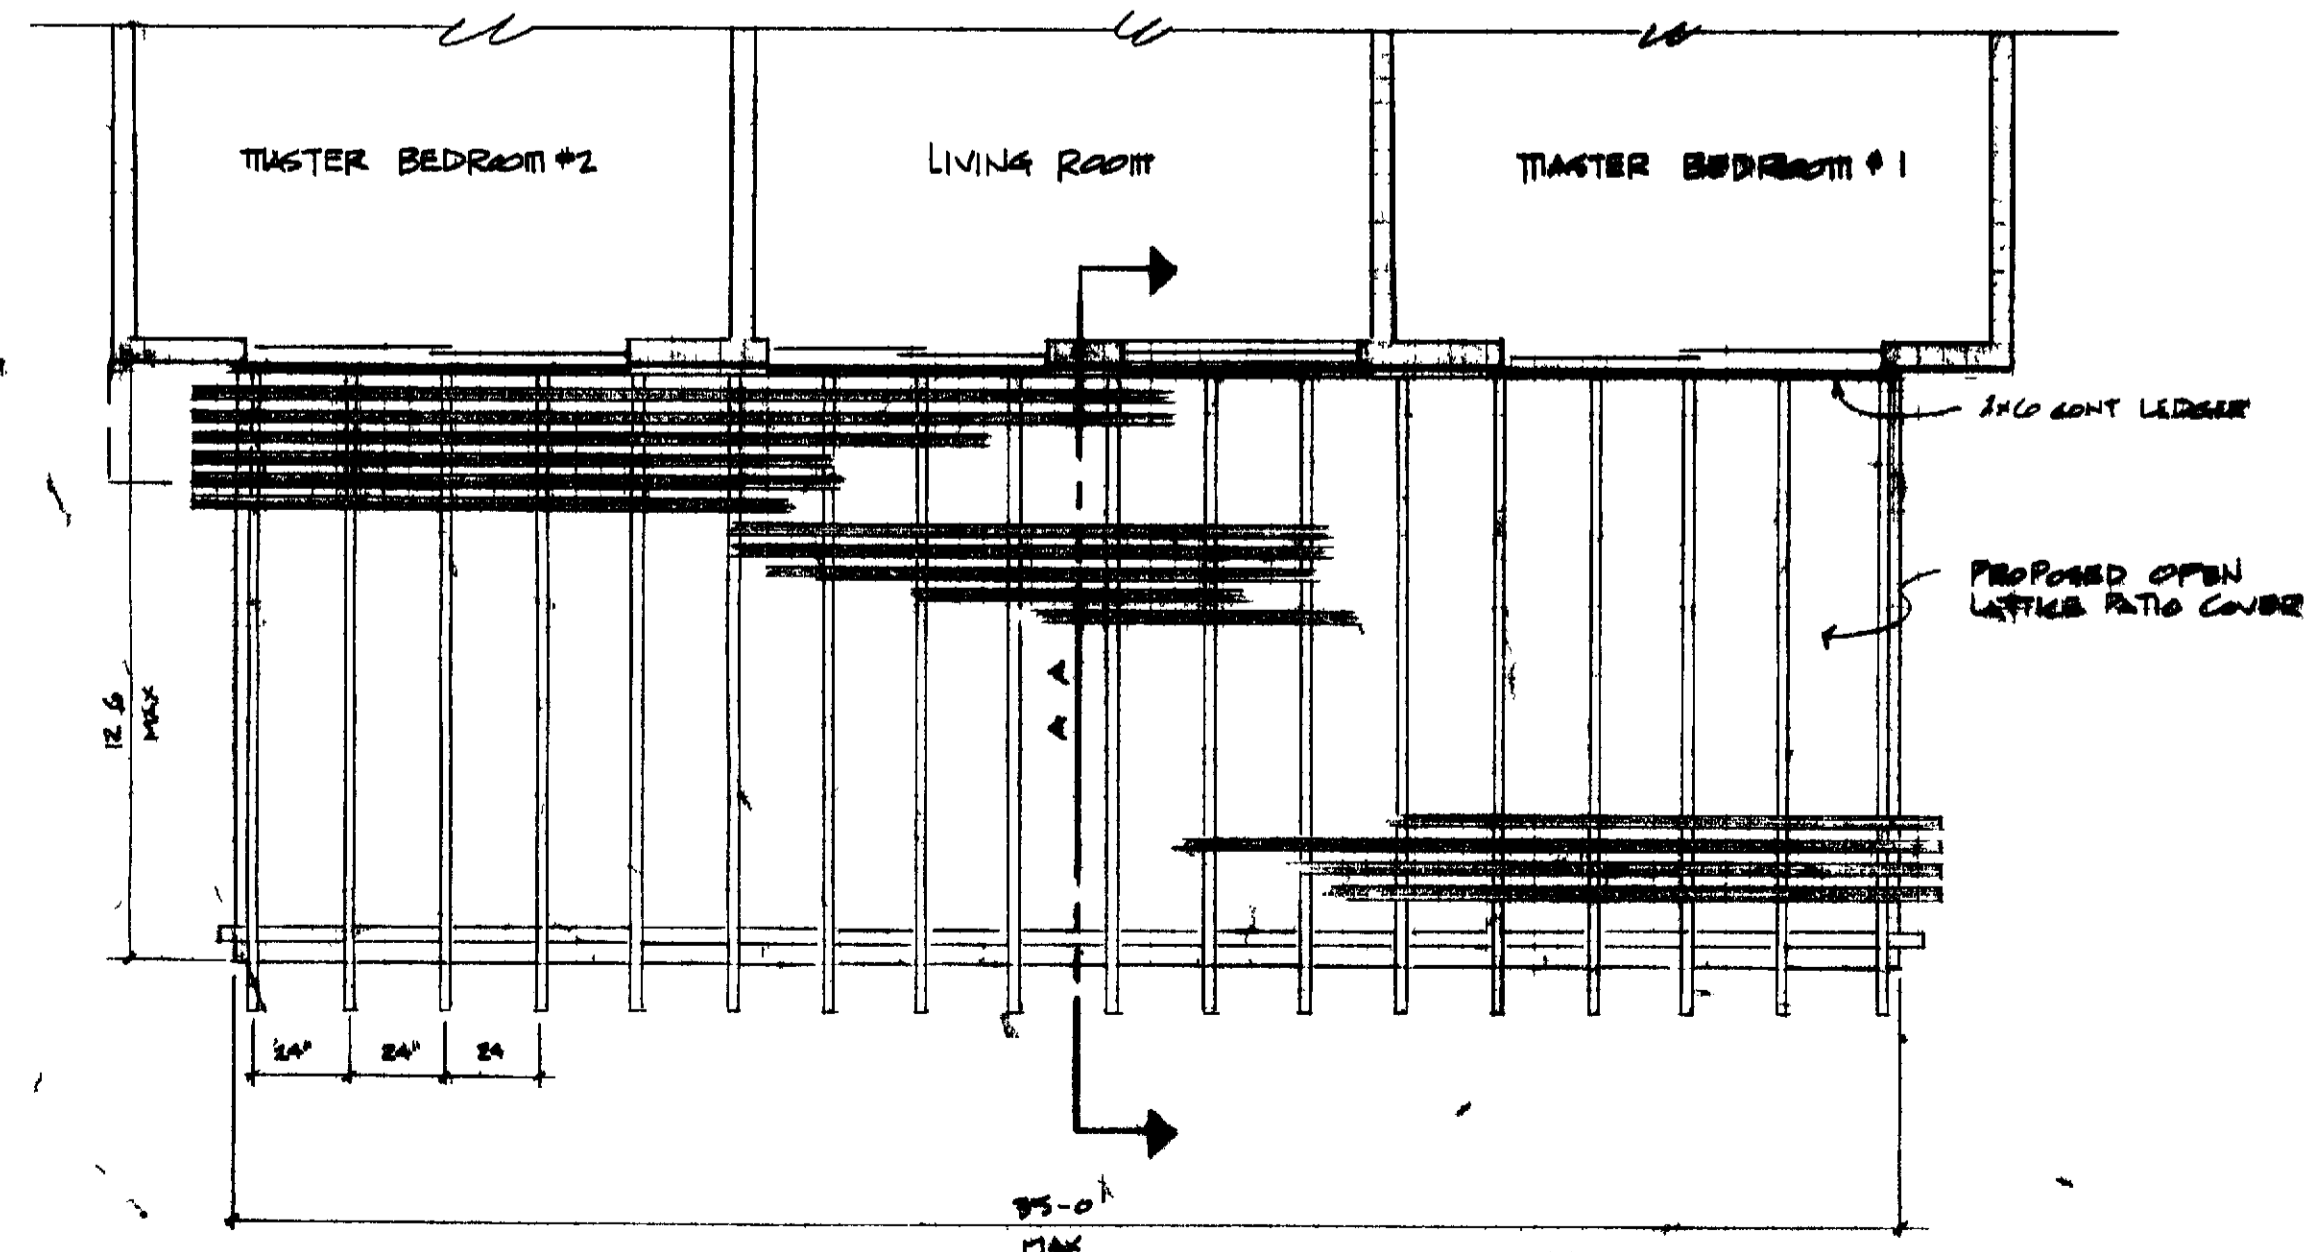 MASTER BEDROOM #2
LIVING ROOM
MASTER BEDROOM #1
2x6 CONT LEDGER
PROPOSED OPEN
LATTICE PATIO COVER
12 6
MAX
A A
24" 24" 24
35-0"
MAX